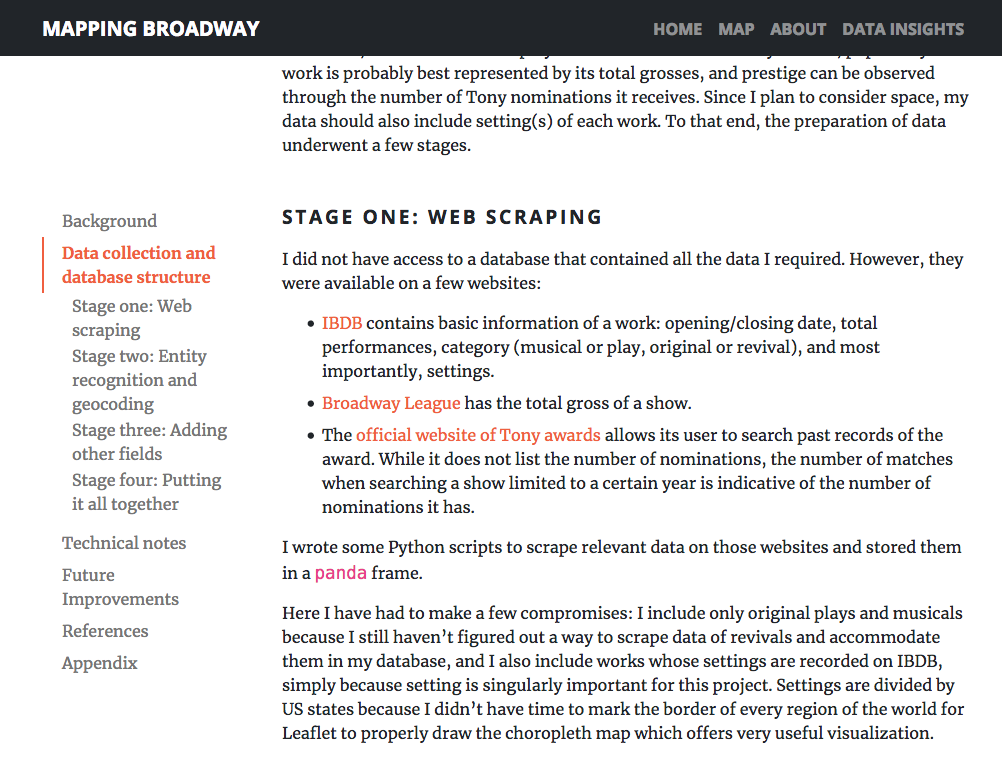 MAPPING BROADWAY
HOME MAP ABOUT DATA INSIGHTS
work is probably best represented by its total grosses, and prestige can be observed
through the number of Tony nominations it receives. Since I plan to consider space, my
data should also include setting(s) of each work. To that end, the preparation of data
underwent a few stages.
Background
Data collection and
database structure
Stage one: Web
scraping
Stage two: Entity
recognition and
geocoding
Stage three: Adding
other fields
Stage four: Putting
it all together
Technical notes
Future
Improvements
References
Appendix
STAGE ONE: WEB SCRAPING
I did not have access to a database that contained all the data I required. However, they
were available on a few websites:
• IBDB contains basic information of a work: opening/closing date, total
performances, category (musical or play, original or revival), and most
importantly, settings.
• Broadway League has the total gross of a show.
• The official website of Tony awards allows its user to search past records of the
award. While it does not list the number of nominations, the number of matches
when searching a show limited to a certain year is indicative of the number of
nominations it has.
I wrote some Python scripts to scrape relevant data on those websites and stored them
in a panda frame.
Here I have had to make a few compromises: I include only original plays and musicals
because I still haven’t figured out a way to scrape data of revivals and accommodate
them in my database, and I also include works whose settings are recorded on IBDB,
simply because setting is singularly important for this project. Settings are divided by
US states because I didn’t have time to mark the border of every region of the world for
Leaflet to properly draw the choropleth map which offers very useful visualization.